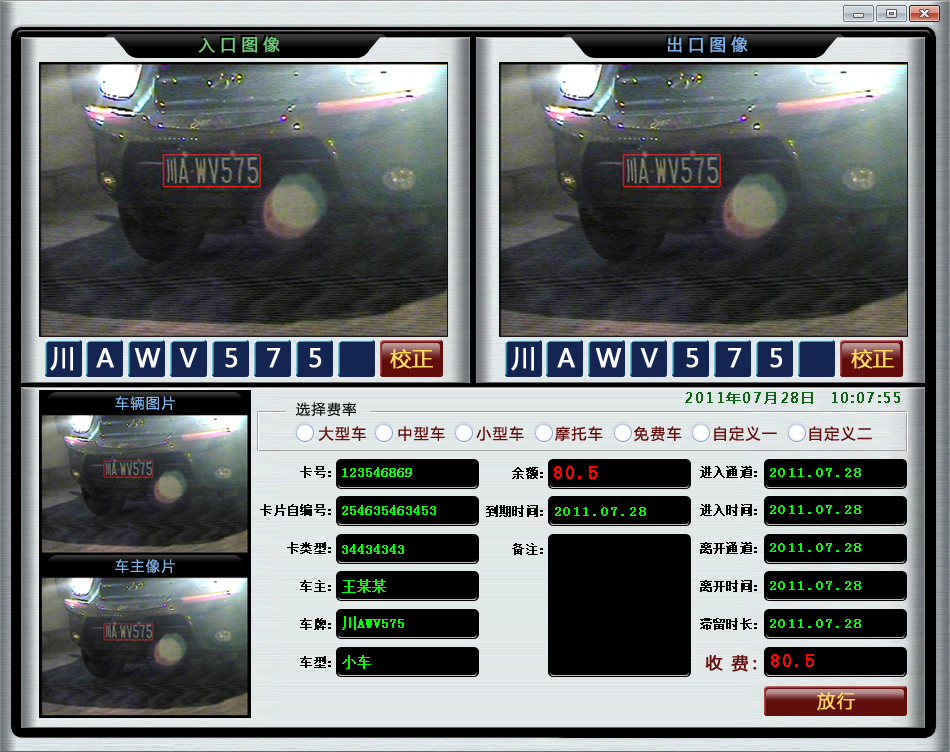 入口图像
出口图像
川A·WV575
川A·WV575
川 A W V 5 7 5 校正
川 A W V 5 7 5 校正
车辆图片
川A·WV575
车主像片
川A·WV575
2011年07月28日 10:07:55
选择费率
大型车 中型车 小型车 摩托车 免费车 自定义一 自定义二
卡号: 123546869 余额: 80.5 进入通道: 2011.07.28
卡片自编号: 254635463453 到期时间: 2011.07.28 进入时间: 2011.07.28
卡类型: 34434343 备注: 离开通道: 2011.07.28
车主: 王某某 离开时间: 2011.07.28
车牌: 川AWV575 滞留时长: 2011.07.28
车型: 小车 收费: 80.5
放行